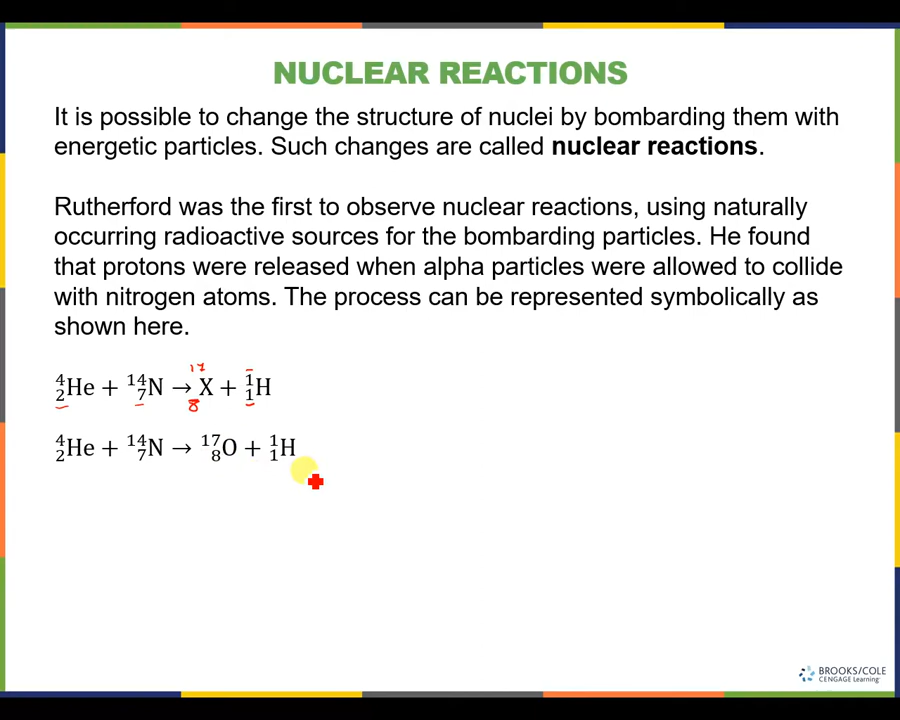 NUCLEAR REACTIONS
It is possible to change the structure of nuclei by bombarding them with
energetic particles. Such changes are called nuclear reactions.
Rutherford was the first to observe nuclear reactions, using naturally
occurring radioactive sources for the bombarding particles. He found
that protons were released when alpha particles were allowed to collide
with nitrogen atoms. The process can be represented symbolically as
shown here.
17
⁴₂He + ¹⁴₇N → X + ¹₁H
8
⁴₂He + ¹⁴₇N → ¹⁷₈O + ¹₁H
BROOKS/COLE
CENGAGE Learning